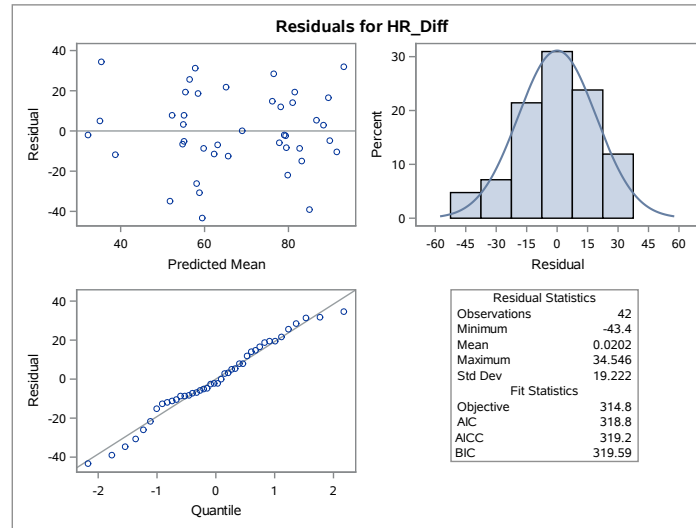 Residuals for HR_Diff
40
20
0
-20
-40
Residual
40 60 80
Predicted Mean
30
20
10
0
Percent
-60 -45 -30 -15 0 15 30 45 60
Residual
40
20
0
-20
-40
Residual
-2 -1 0 1 2
Quantile
Residual Statistics
Observations 42
Minimum -43.4
Mean 0.0202
Maximum 34.546
Std Dev 19.222
Fit Statistics
Objective 314.8
AIC 318.8
AICC 319.2
BIC 319.59